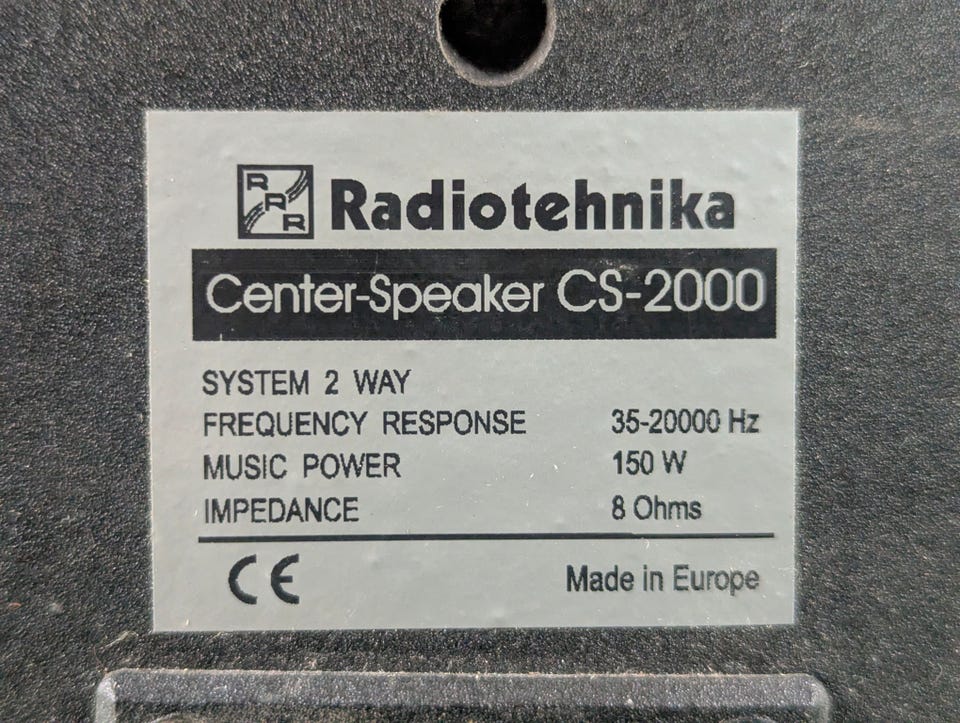 RRR Radiotehnika
Center-Speaker CS-2000
SYSTEM 2 WAY
FREQUENCY RESPONSE 35-20000 Hz
MUSIC POWER 150 W
IMPEDANCE 8 Ohms
CE Made in Europe